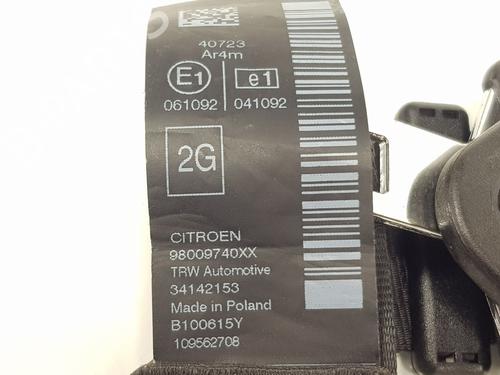 40723
Ar4m
E1 e1
061092 041092
2G
CITROEN
98009740XX
TRW Automotive
34142153
Made in Poland
B100615Y
109562708